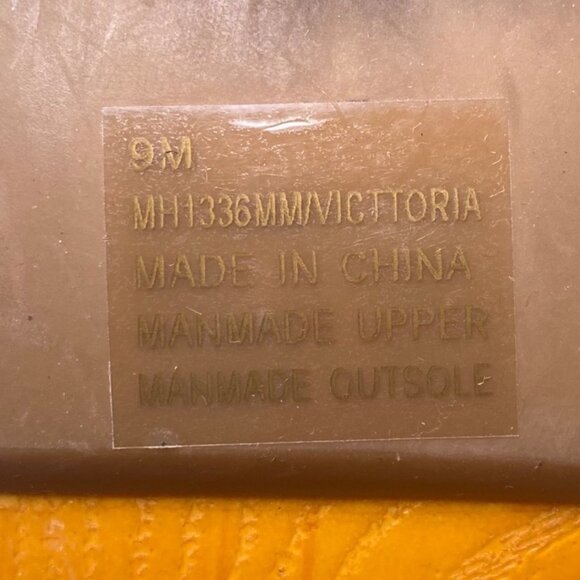 9M
MH1336MM/VICTTORIA
MADE IN CHINA
MANMADE UPPER
MANMADE OUTSOLE